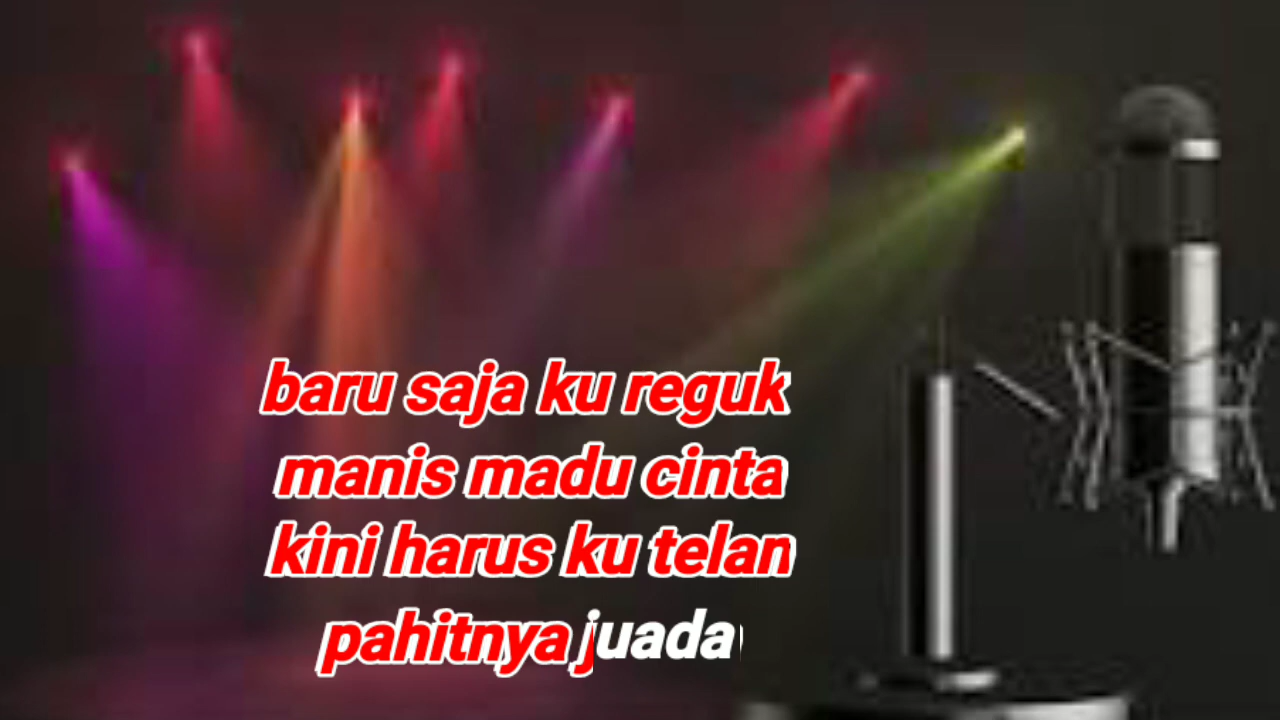 baru saja ku reguk
manis madu cinta
kini harus ku telan
pahitnya juada